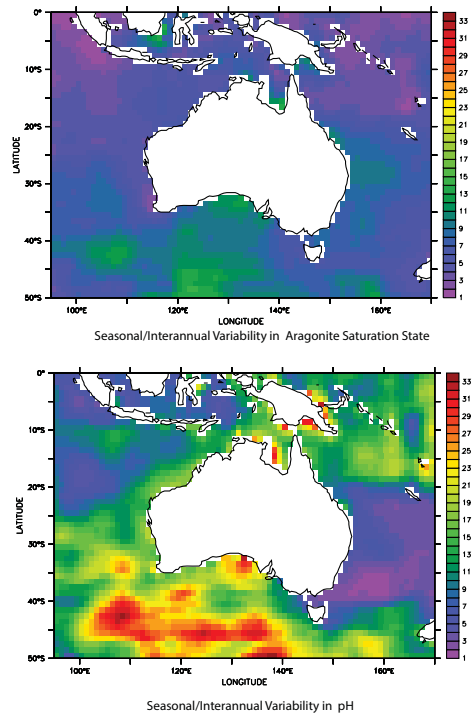 0°
10°S
20°S
30°S
40°S
50°S
LATITUDE
100°E
120°E
140°E
160°E
LONGITUDE
33
31
29
27
25
23
21
19
17
15
13
11
9
7
5
3
1
Seasonal/Interannual Variability in Aragonite Saturation State
0°
10°S
20°S
30°S
40°S
50°S
LATITUDE
100°E
120°E
140°E
160°E
LONGITUDE
33
31
29
27
25
23
21
19
17
15
13
11
9
7
5
3
1
Seasonal/Interannual Variability in pH